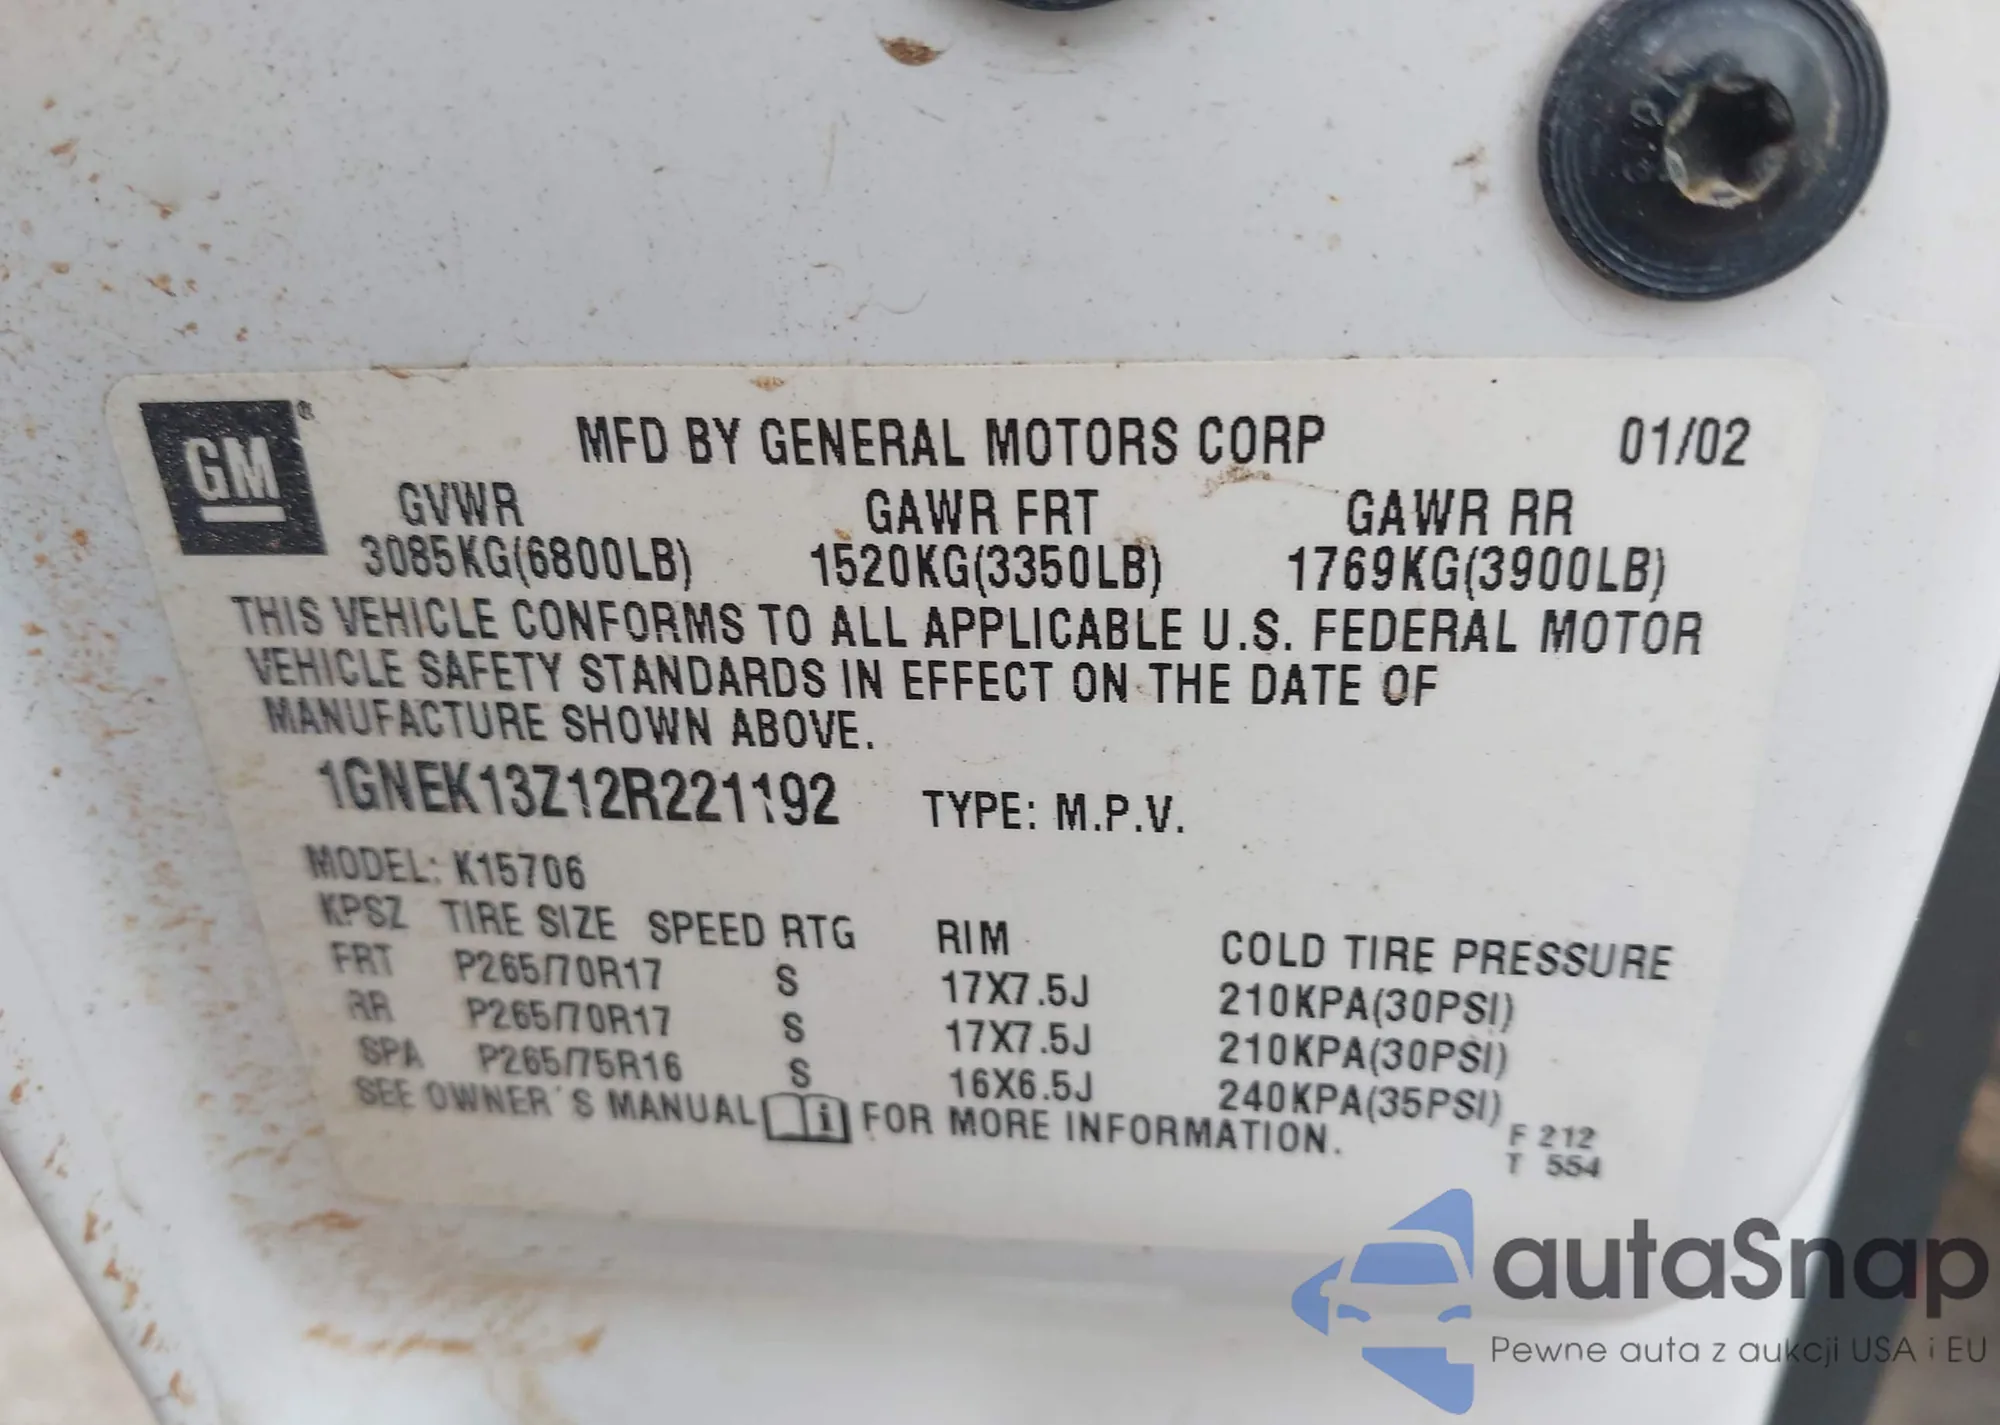 GM®
MFD BY GENERAL MOTORS CORP 01/02
GVWR GAWR FRT GAWR RR
3085KG(6800LB) 1520KG(3350LB) 1769KG(3900LB)
THIS VEHICLE CONFORMS TO ALL APPLICABLE U.S. FEDERAL MOTOR
VEHICLE SAFETY STANDARDS IN EFFECT ON THE DATE OF
MANUFACTURE SHOWN ABOVE.
1GNEK13Z12R221192 TYPE: M.P.V.
MODEL: K15706
KPSZ TIRE SIZE SPEED RTG RIM COLD TIRE PRESSURE
FRT P265/70R17 S 17X7.5J 210KPA(30PSI)
RR P265/70R17 S 17X7.5J 210KPA(30PSI)
SPA P265/75R16 S 16X6.5J 240KPA(35PSI)
SEE OWNER'S MANUAL i FOR MORE INFORMATION.
F 212
T 554
autaSnap
Pewne auta z aukcji USA i EU